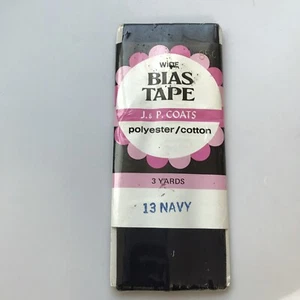 WIDE
BIAS
TAPE
J. & P. COATS
polyester/cotton
3 YARDS
13 NAVY